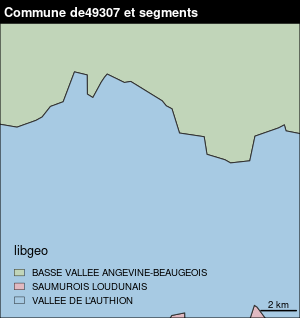 Commune de49307 et segments
libgeo
BASSE VALLEE ANGEVINE-BEAUGEOIS
SAUMUROIS LOUDUNAIS
VALLEE DE L'AUTHION
2 km